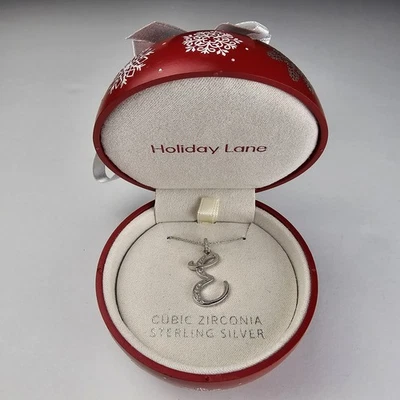 Holiday Lane
CUBIC ZIRCONIA
STERLING SILVER